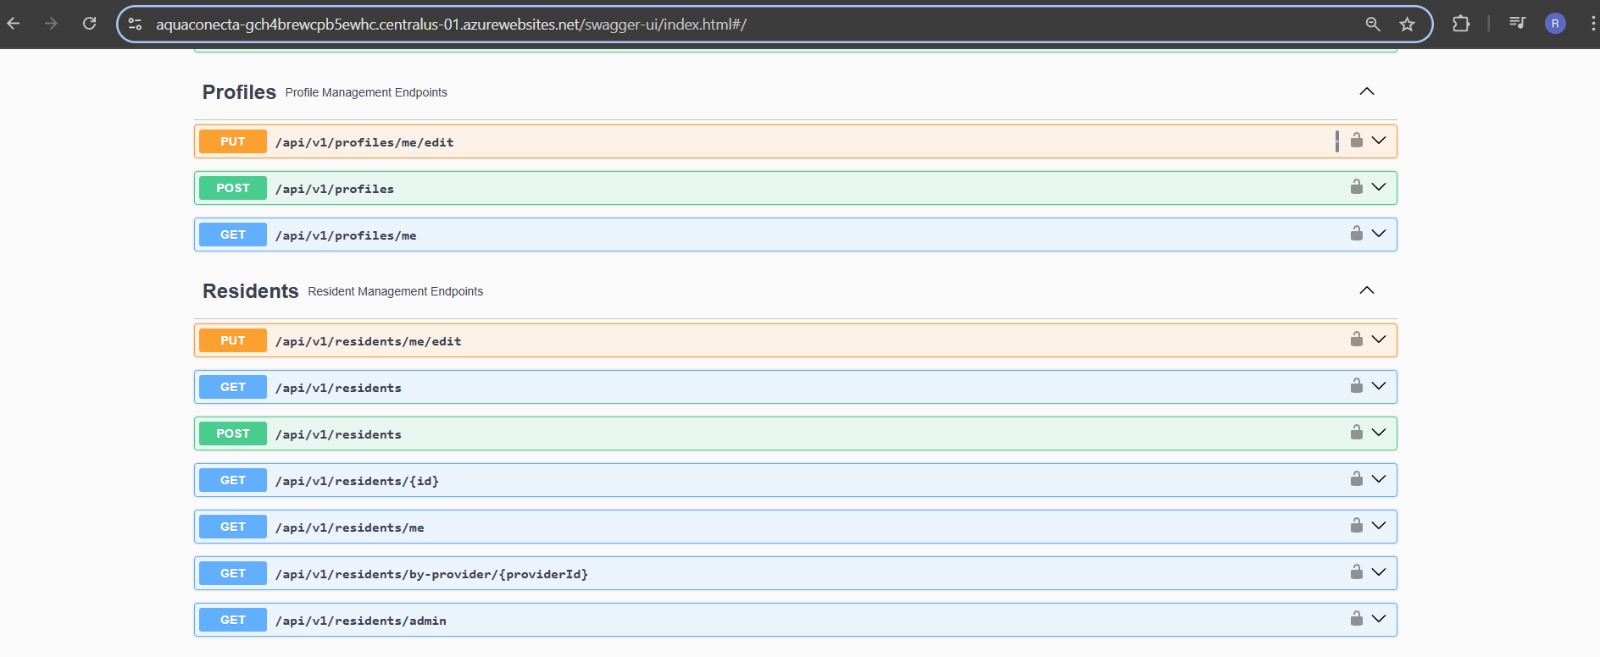 aquaconecta-gch4brewcpb5ewhc.centralus-01.azurewebsites.net/swagger-ui/index.html#/
R
Profiles Profile Management Endpoints
PUT /api/v1/profiles/me/edit
POST /api/v1/profiles
GET /api/v1/profiles/me
Residents Resident Management Endpoints
PUT /api/v1/residents/me/edit
GET /api/v1/residents
POST /api/v1/residents
GET /api/v1/residents/{id}
GET /api/v1/residents/me
GET /api/v1/residents/by-provider/{providerId}
GET /api/v1/residents/admin